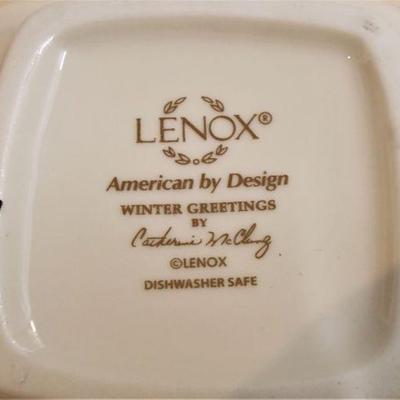 LENOX®
American by Design
WINTER GREETINGS
BY
Catherine McClung
©LENOX
DISHWASHER SAFE